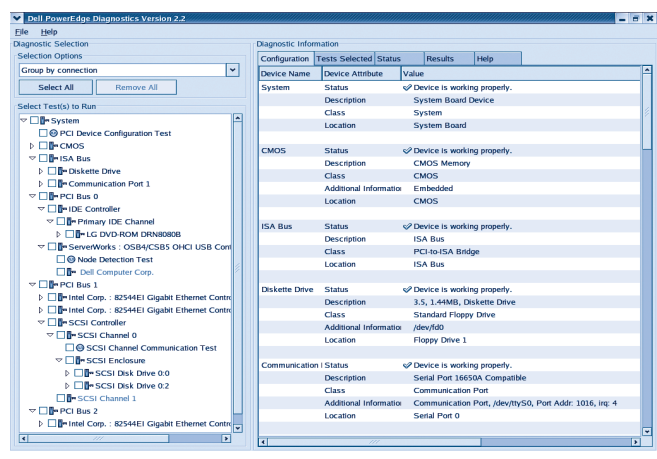 Dell PowerEdge Diagnostics Version 2.2
File Help
Diagnostic Selection
Selection Options
Group by connection
Select All Remove All
Select Test(s) to Run
System
PCI Device Configuration Test
CMOS
ISA Bus
Diskette Drive
Communication Port 1
PCI Bus 0
IDE Controller
Primary IDE Channel
LG DVD-ROM DRN8080B
ServerWorks : OSB4/CSB5 OHCI USB Cont
Node Detection Test
Dell Computer Corp.
PCI Bus 1
Intel Corp. : 82544EI Gigabit Ethernet Contro
Intel Corp. : 82544EI Gigabit Ethernet Contro
SCSI Controller
SCSI Channel 0
SCSI Channel Communication Test
SCSI Enclosure
SCSI Disk Drive 0:0
SCSI Disk Drive 0:2
SCSI Channel 1
PCI Bus 2
Intel Corp. : 82544EI Gigabit Ethernet Contro
Diagnostic Information
Configuration Tests Selected Status Results Help
Device Name Device Attribute Value
System Status Device is working properly.
Description System Board Device
Class System
Location System Board
CMOS Status Device is working properly.
Description CMOS Memory
Class CMOS
Additional Informatio Embedded
Location CMOS
ISA Bus Status Device is working properly.
Description ISA Bus
Class PCI-to-ISA Bridge
Location ISA Bus
Diskette Drive Status Device is working properly.
Description 3.5, 1.44MB, Diskette Drive
Class Standard Floppy Drive
Additional Informatio /dev/fd0
Location Floppy Drive 1
Communication Status Device is working properly.
Description Serial Port 16650A Compatible
Class Communication Port
Additional Informatio Communication Port, /dev/ttyS0, Port Addr: 1016, irq: 4
Location Serial Port 0